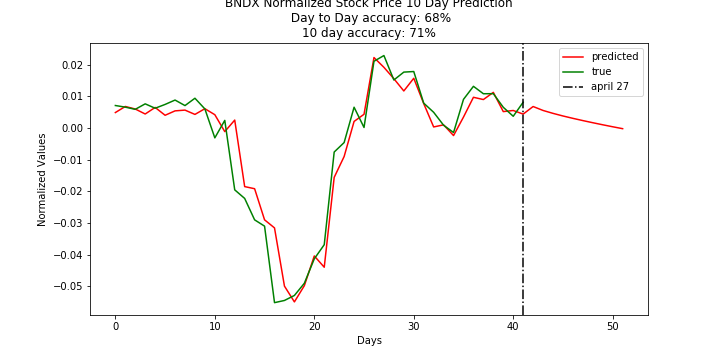 BNDX Normalized Stock Price 10 Day Prediction
Day to Day accuracy: 68%
10 day accuracy: 71%
predicted
true
april 27
0.02
0.01
0.00
−0.01
−0.02
−0.03
−0.04
−0.05
Normalized Values
0
10
20
30
40
50
Days